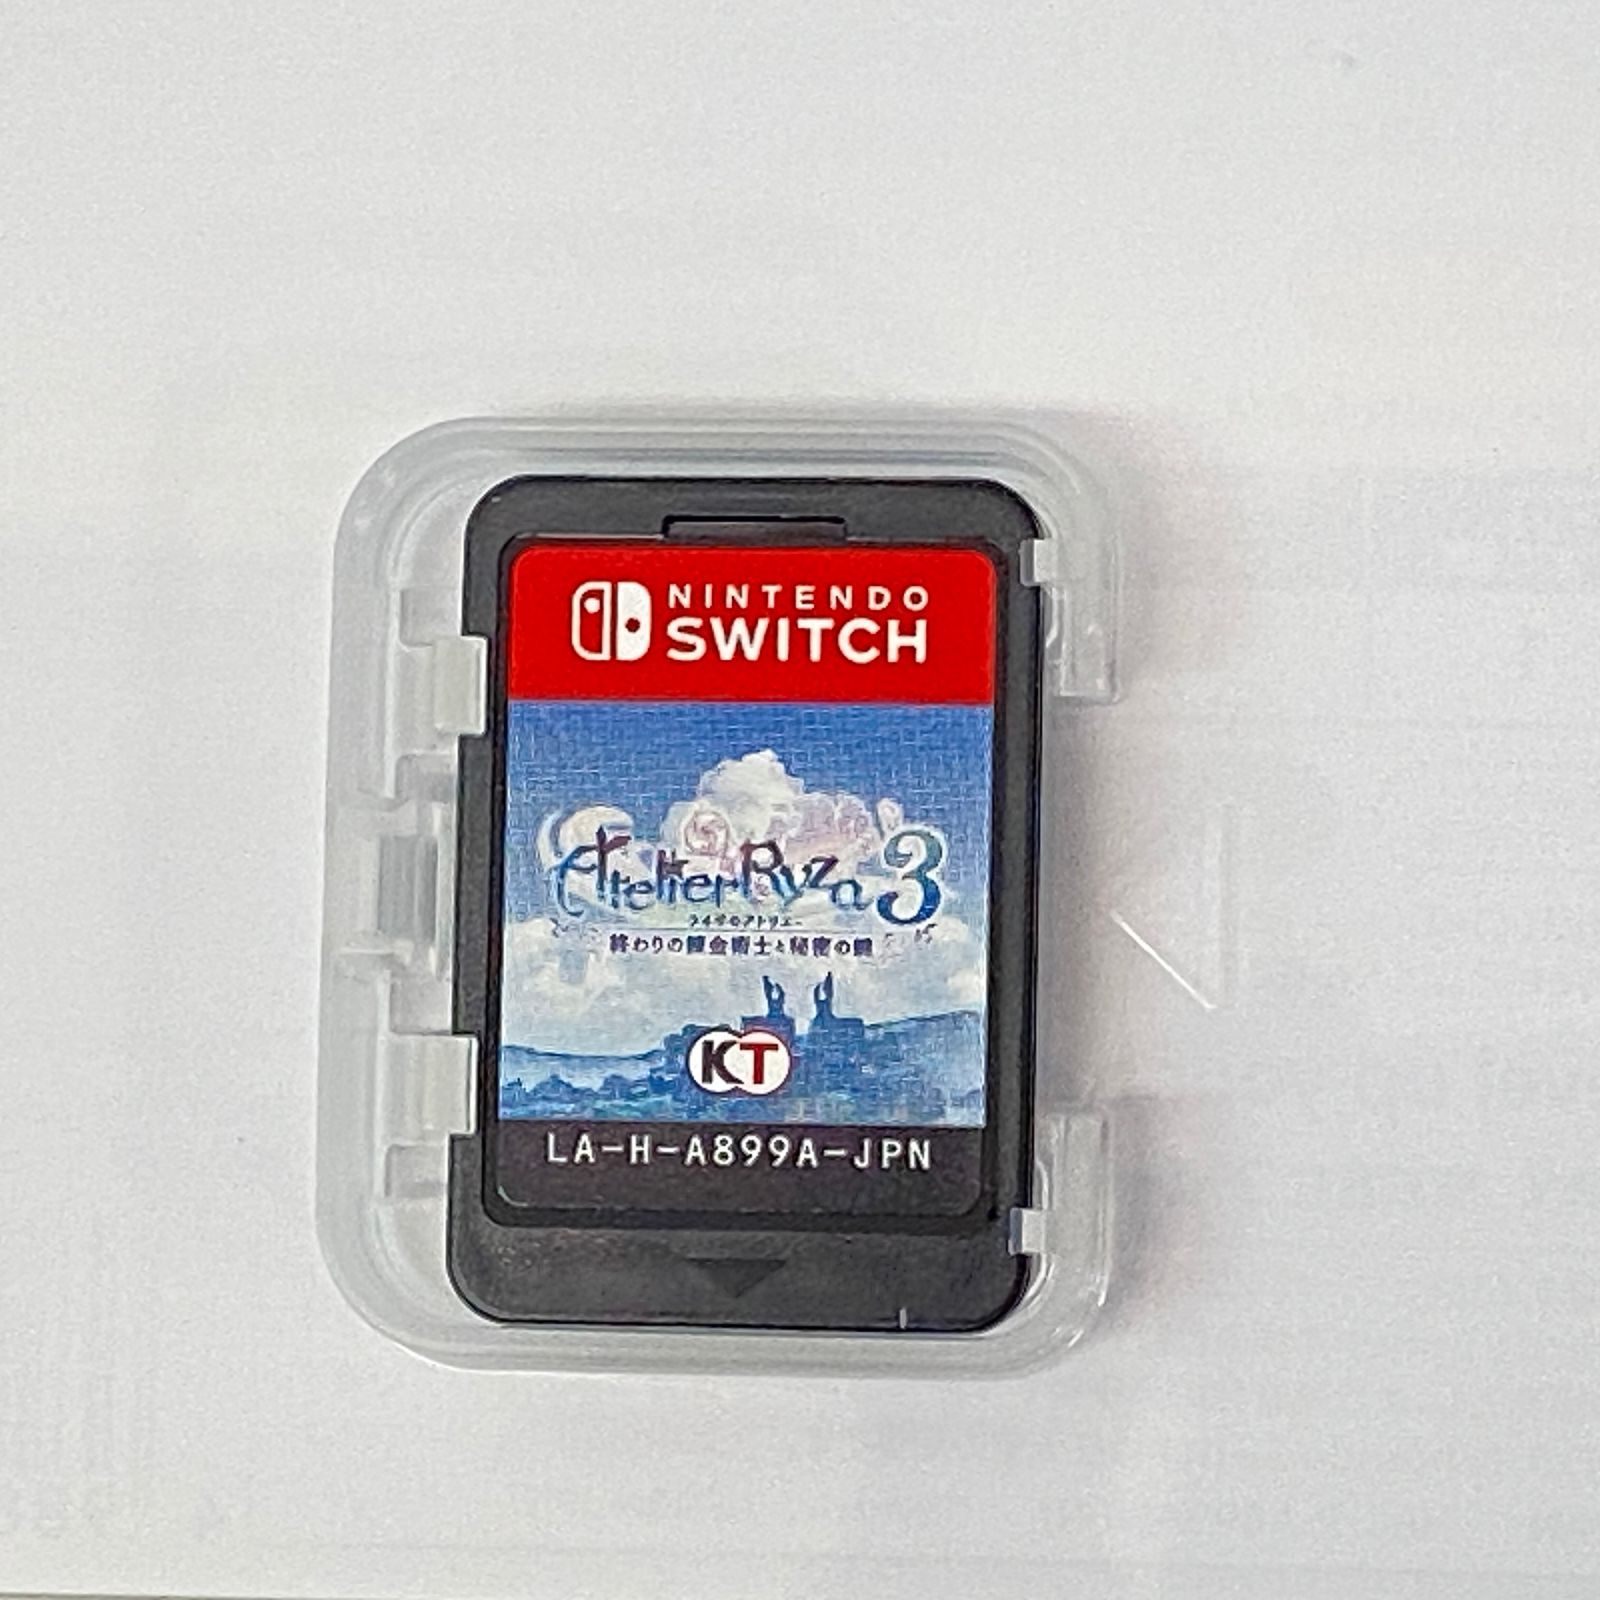 NINTENDO
SWITCH
Atelier Ryza 3
ライザのアトリエ
終わりの錬金術士と秘密の鍵
KT
LA-H-A899A-JPN